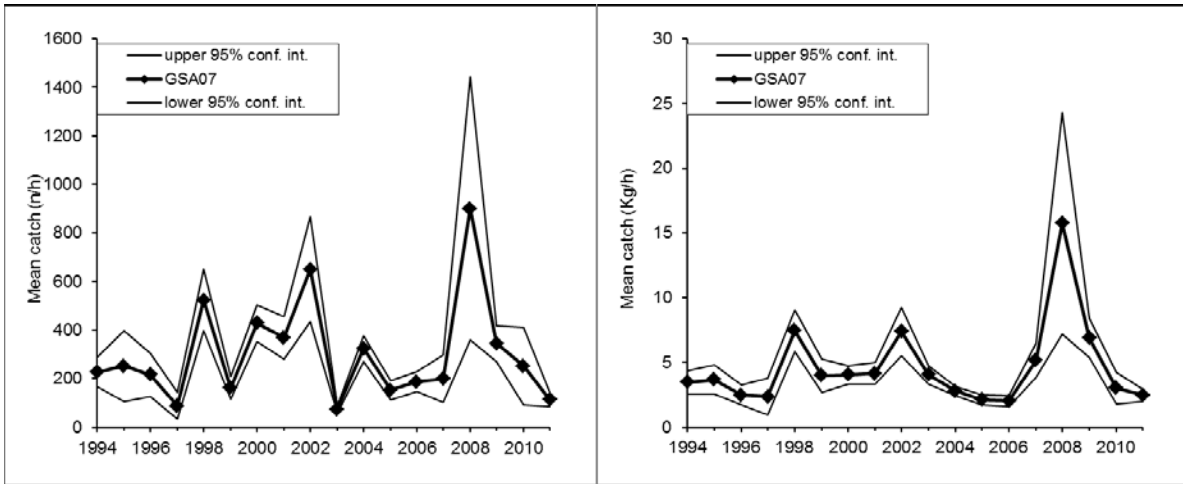 1600
1400
1200
1000
800
600
400
200
0
Mean catch (n/h)
upper 95% conf. int.
GSA07
lower 95% conf. int.
1994 1996 1998 2000 2002 2004 2006 2008 2010
30
25
20
15
10
5
0
Mean catch (Kg/h)
upper 95% conf. int.
GSA07
lower 95% conf. int.
1994 1996 1998 2000 2002 2004 2006 2008 2010